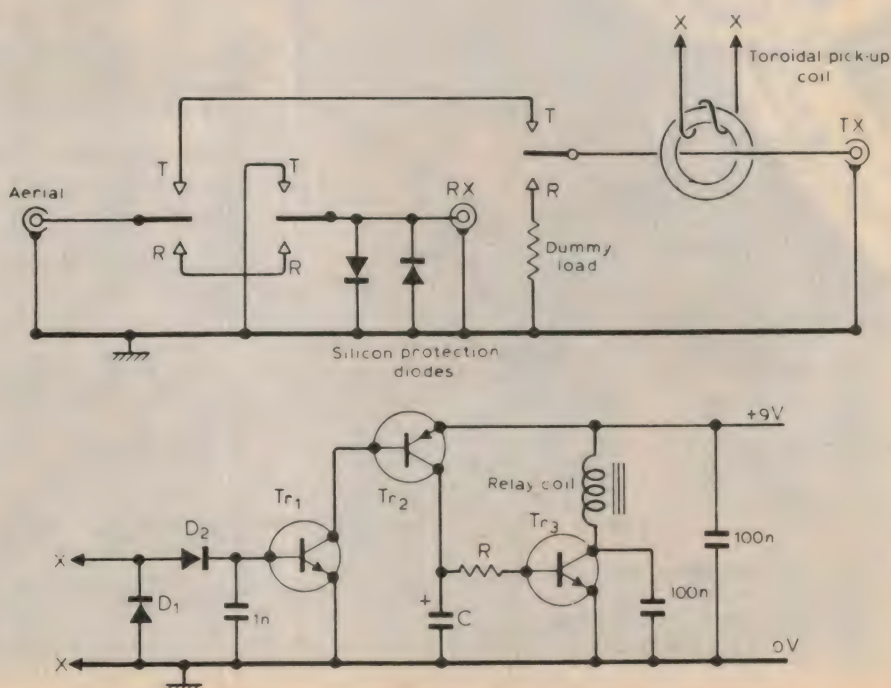 X X
Toroidal pick-up
coil
T T
TX
T T
Aerial RX R
R R
Dummy
load
Silicon protection
diodes
+9V
Relay coil
Tr1 Tr2 Tr3
D2
X R 100n
D1 1n + C 100n
X 0V